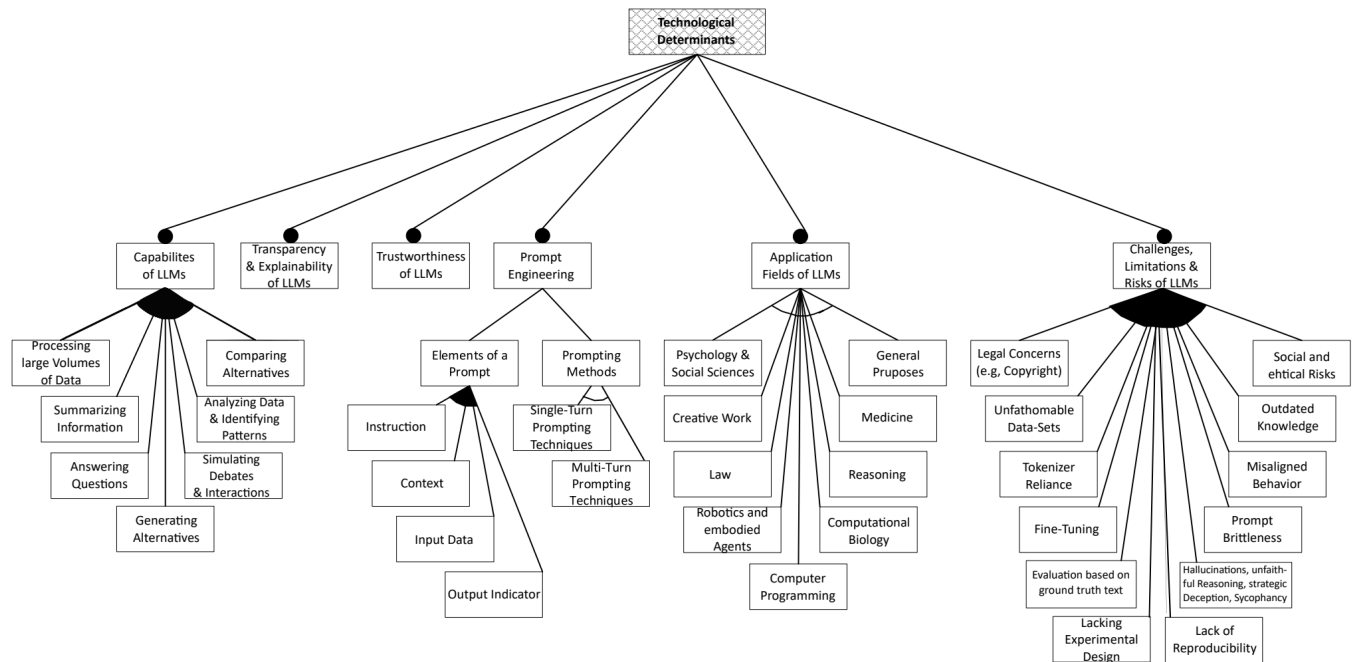 Technological
Determinants
Capabilites
of LLMs
Transparency
& Explainability
of LLMs
Trustworthiness
of LLMs
Prompt
Engineering
Application
Fields of LLMs
Challenges,
Limitations &
Risks of LLMs
Processing
large Volumes
of Data
Comparing
Alternatives
Summarizing
Information
Analyzing Data
& Identifying
Patterns
Answering
Questions
Simulating
Debates
& Interactions
Generating
Alternatives
Elements of a
Prompt
Prompting
Methods
Instruction
Single-Turn
Prompting
Techniques
Context
Multi-Turn
Prompting
Techniques
Input Data
Output Indicator
Psychology &
Social Sciences
General
Pruposes
Creative Work
Medicine
Law
Reasoning
Robotics and
embodied
Agents
Computational
Biology
Computer
Programming
Legal Concerns
(e.g, Copyright)
Social and
ehtical Risks
Unfathomable
Data-Sets
Outdated
Knowledge
Tokenizer
Reliance
Misaligned
Behavior
Fine-Tuning
Prompt
Brittleness
Evaluation based on
ground truth text
Hallucinations, unfaith-
ful Reasoning, strategic
Deception, Sycophancy
Lacking
Experimental
Design
Lack of
Reproducibility